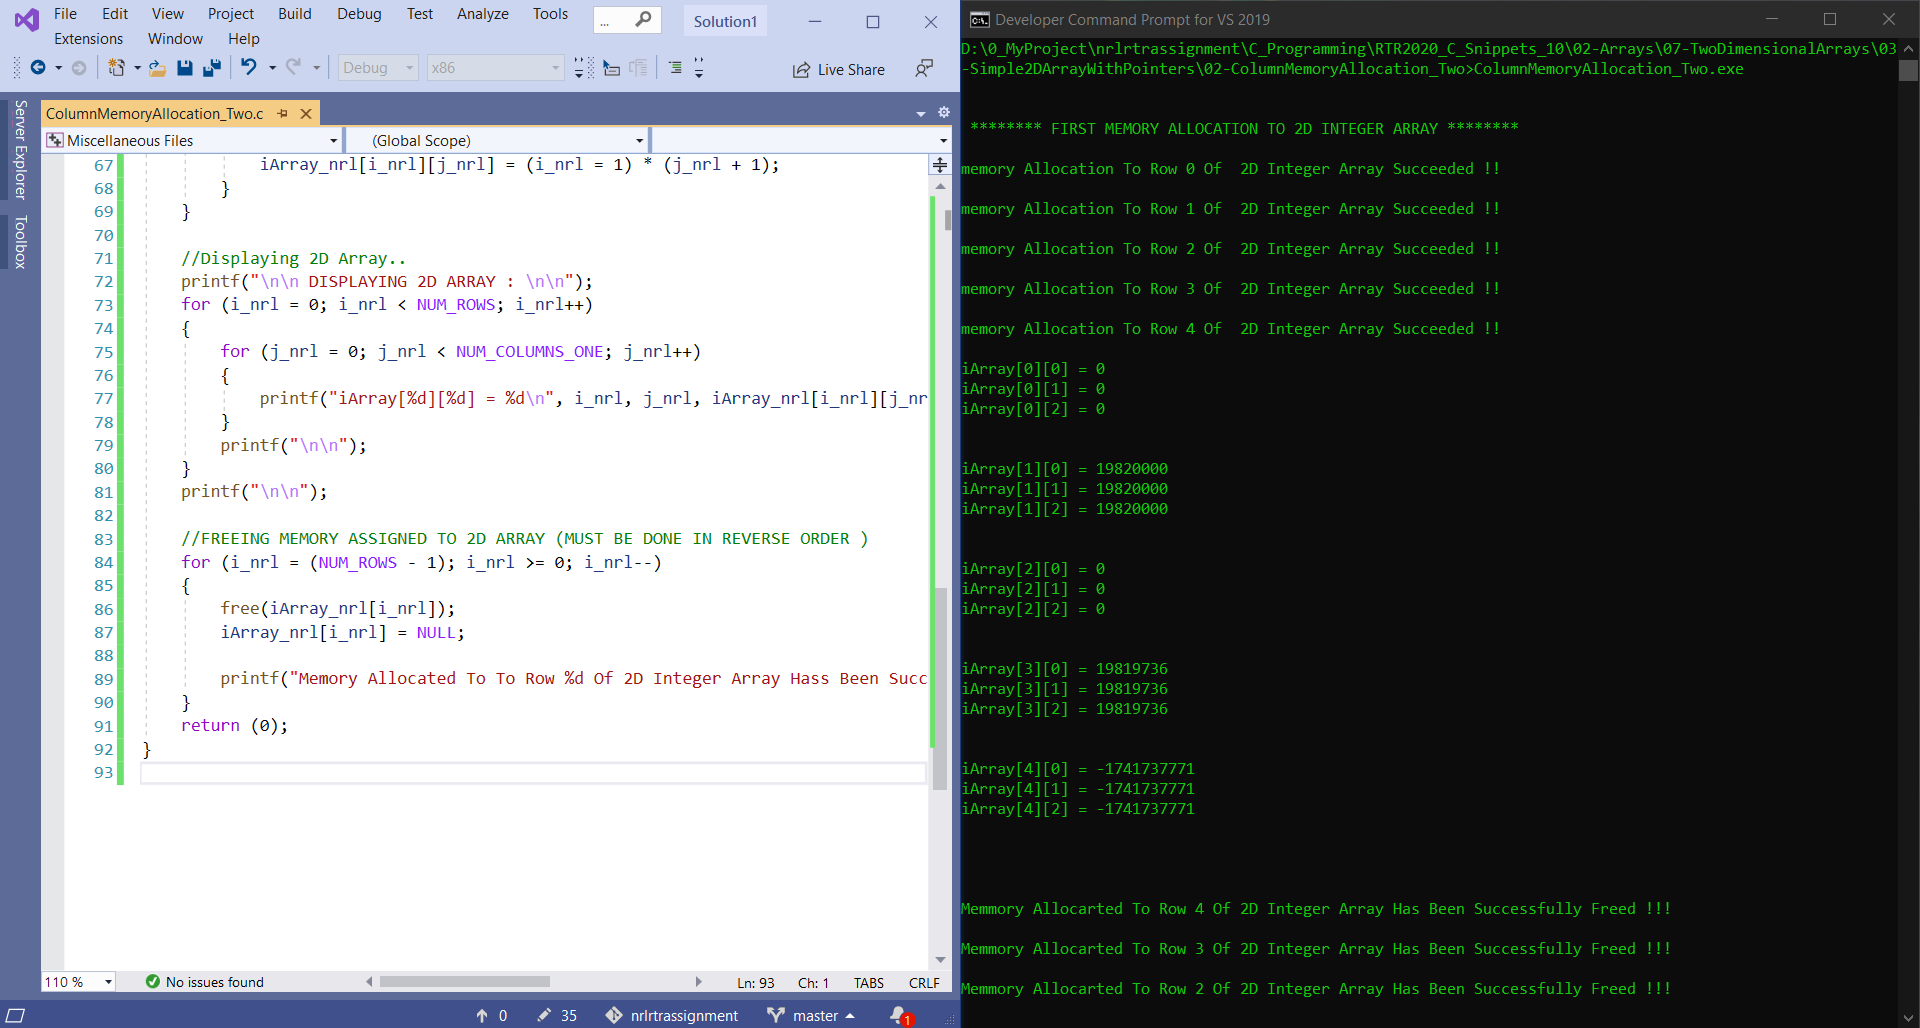 File Edit View Project Build Debug Test Analyze Tools ... Solution1
Extensions Window Help
Debug x86 Live Share
Server Explorer
Toolbox
ColumnMemoryAllocation_Two.c
Miscellaneous Files (Global Scope)
67 iArray_nrl[i_nrl][j_nrl] = (i_nrl = 1) * (j_nrl + 1);
68 }
69 }
70
71 //Displaying 2D Array..
72 printf("\n\n DISPLAYING 2D ARRAY : \n\n");
73 for (i_nrl = 0; i_nrl < NUM_ROWS; i_nrl++)
74 {
75 for (j_nrl = 0; j_nrl < NUM_COLUMNS_ONE; j_nrl++)
76 {
77 printf("iArray[%d][%d] = %d\n", i_nrl, j_nrl, iArray_nrl[i_nrl][j_nr
78 }
79 printf("\n\n");
80 }
81 printf("\n\n");
82
83 //FREEING MEMORY ASSIGNED TO 2D ARRAY (MUST BE DONE IN REVERSE ORDER )
84 for (i_nrl = (NUM_ROWS - 1); i_nrl >= 0; i_nrl--)
85 {
86 free(iArray_nrl[i_nrl]);
87 iArray_nrl[i_nrl] = NULL;
88
89 printf("Memory Allocated To To Row %d Of 2D Integer Array Hass Been Succ
90 }
91 return (0);
92 }
93
110 % No issues found Ln: 93 Ch: 1 TABS CRLF
0 35 nrlrtrassignment master 1
Developer Command Prompt for VS 2019
D:\0_MyProject\nrlrtrassignment\C_Programming\RTR2020_C_Snippets_10\02-Arrays\07-TwoDimensionalArrays\03
-Simple2DArrayWithPointers\02-ColumnMemoryAllocation_Two>ColumnMemoryAllocation_Two.exe
******** FIRST MEMORY ALLOCATION TO 2D INTEGER ARRAY ********
memory Allocation To Row 0 Of  2D Integer Array Succeeded !!
memory Allocation To Row 1 Of  2D Integer Array Succeeded !!
memory Allocation To Row 2 Of  2D Integer Array Succeeded !!
memory Allocation To Row 3 Of  2D Integer Array Succeeded !!
memory Allocation To Row 4 Of  2D Integer Array Succeeded !!
iArray[0][0] = 0
iArray[0][1] = 0
iArray[0][2] = 0
iArray[1][0] = 19820000
iArray[1][1] = 19820000
iArray[1][2] = 19820000
iArray[2][0] = 0
iArray[2][1] = 0
iArray[2][2] = 0
iArray[3][0] = 19819736
iArray[3][1] = 19819736
iArray[3][2] = 19819736
iArray[4][0] = -1741737771
iArray[4][1] = -1741737771
iArray[4][2] = -1741737771
Memmory Allocarted To Row 4 Of 2D Integer Array Has Been Successfully Freed !!!
Memmory Allocarted To Row 3 Of 2D Integer Array Has Been Successfully Freed !!!
Memmory Allocarted To Row 2 Of 2D Integer Array Has Been Successfully Freed !!!